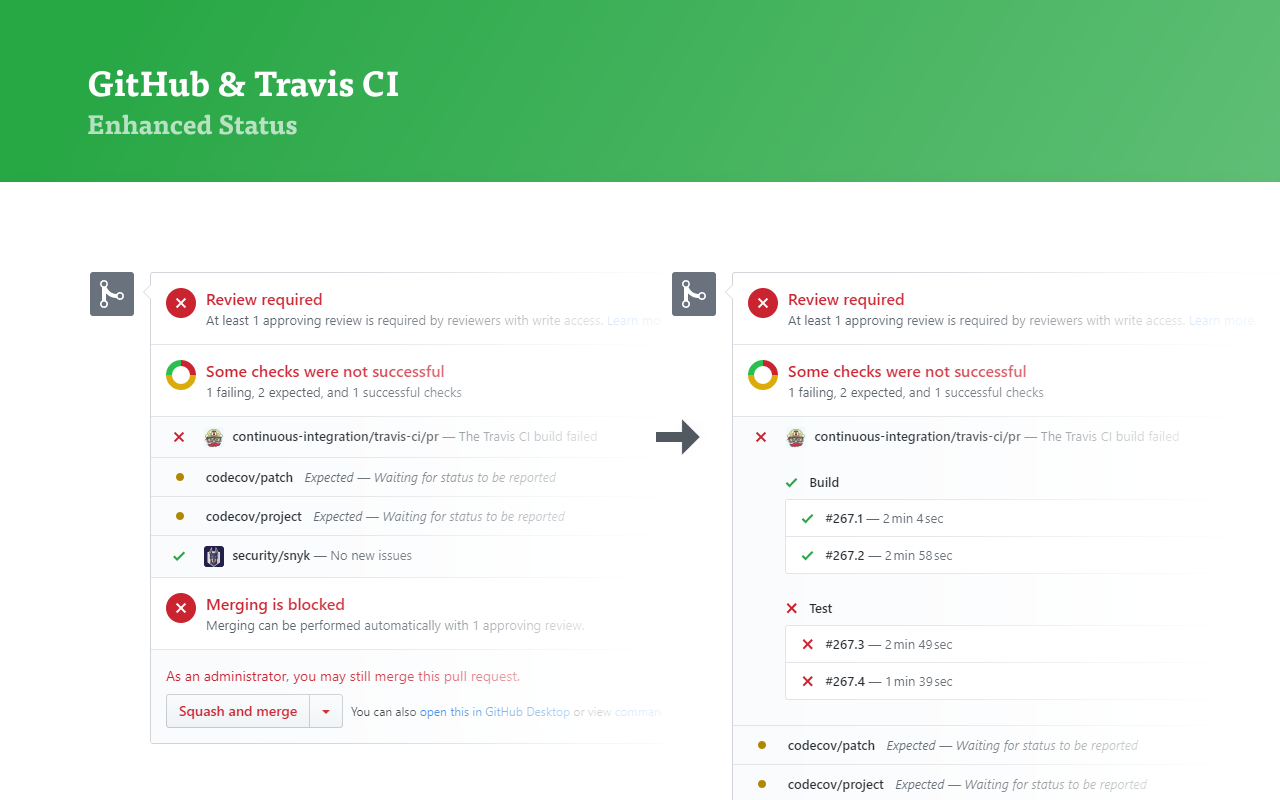 GitHub & Travis CI
Enhanced Status
Review required
At least 1 approving review is required by reviewers with write access. Learn mo
Some checks were not successful
1 failing, 2 expected, and 1 successful checks
continuous-integration/travis-ci/pr — The Travis CI build failed
codecov/patch Expected — Waiting for status to be reported
codecov/project Expected — Waiting for status to be reported
security/snyk — No new issues
Merging is blocked
Merging can be performed automatically with 1 approving review.
As an administrator, you may still merge this pull request.
Squash and merge
You can also open this in GitHub Desktop or view comman
Review required
At least 1 approving review is required by reviewers with write access. Learn more.
Some checks were not successful
1 failing, 2 expected, and 1 successful checks
continuous-integration/travis-ci/pr — The Travis CI build failed
Build
#267.1 — 2 min 4 sec
#267.2 — 2 min 58 sec
Test
#267.3 — 2 min 49 sec
#267.4 — 1 min 39 sec
codecov/patch Expected — Waiting for status to be reported
codecov/project Expected — Waiting for status to be reported